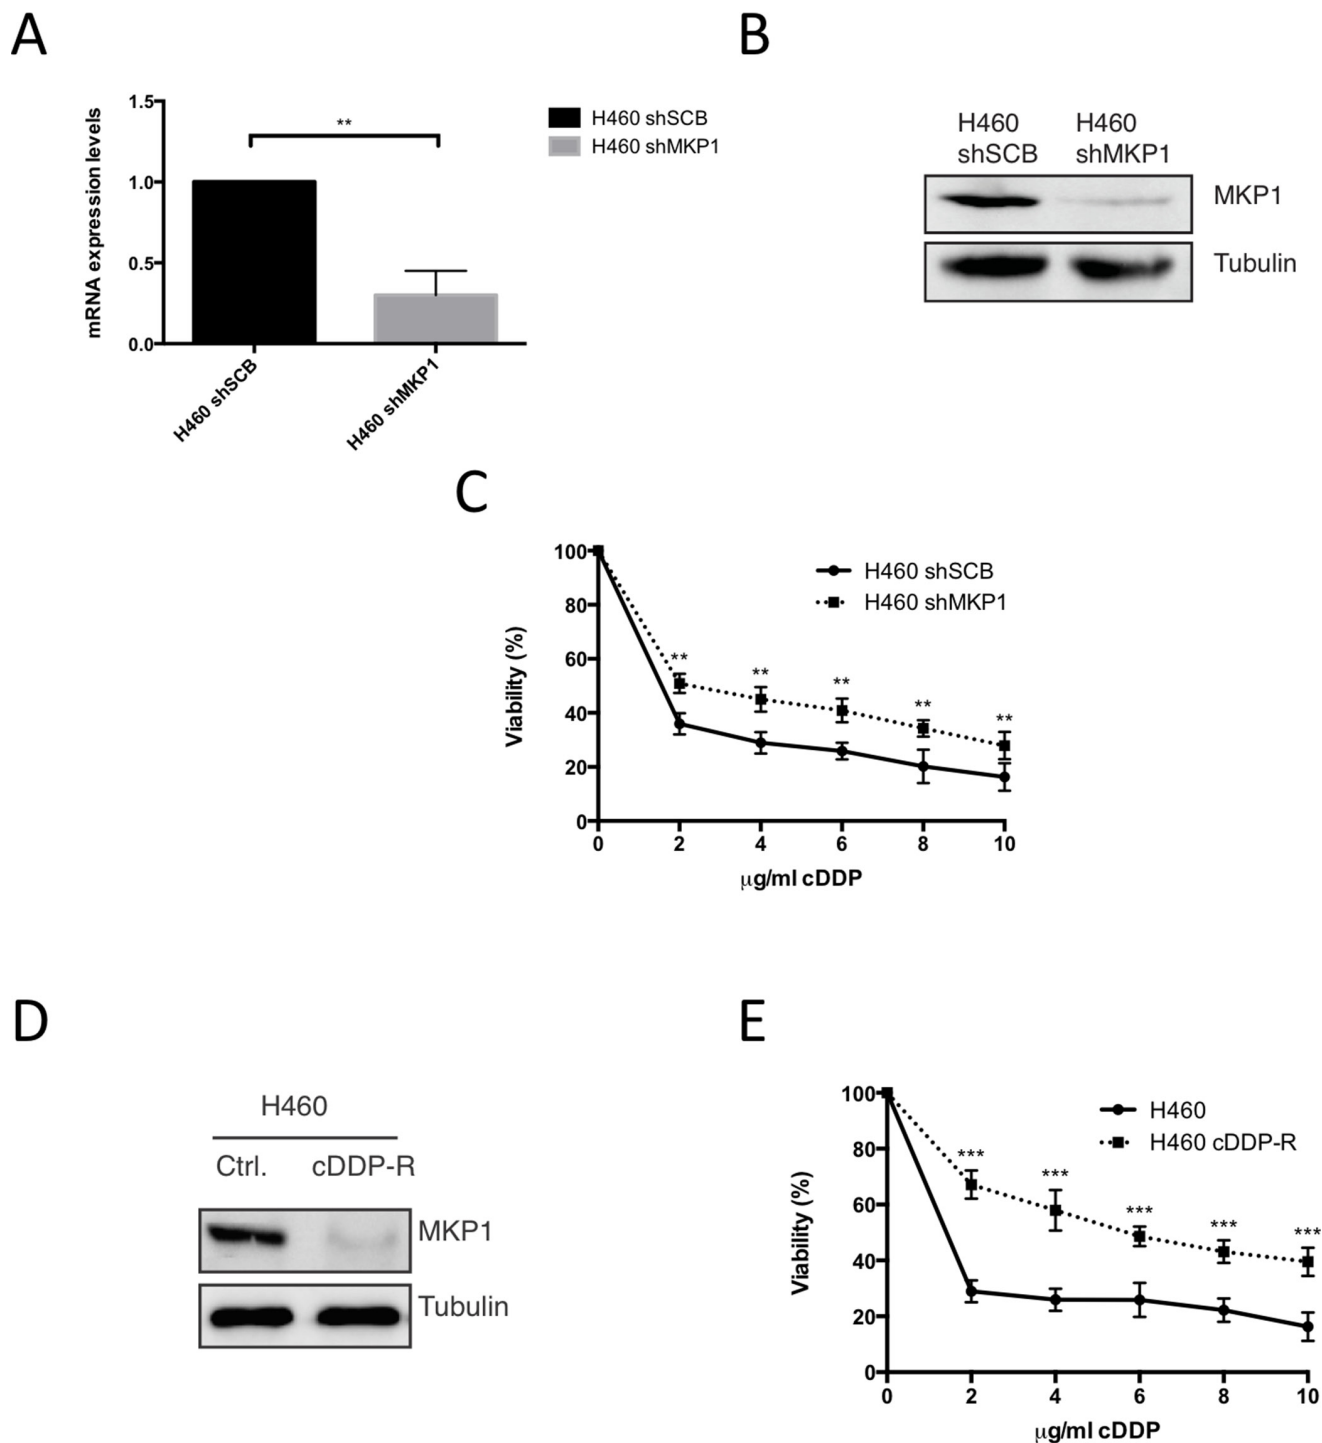 A
B
1.5
1.0
0.5
0.0
mRNA expression levels
**
H460 shSCB
H460 shMKP1
H460 shSCB
H460 shMKP1
H460 shSCB
H460 shMKP1
MKP1
Tubulin
C
100
80
60
40
20
0
Viability (%)
H460 shSCB
H460 shMKP1
**
**
**
**
**
0 2 4 6 8 10
µg/ml cDDP
D
H460
Ctrl. cDDP-R
MKP1
Tubulin
E
100
80
60
40
20
0
Viability (%)
H460
H460 cDDP-R
***
***
***
***
***
0 2 4 6 8 10
µg/ml cDDP